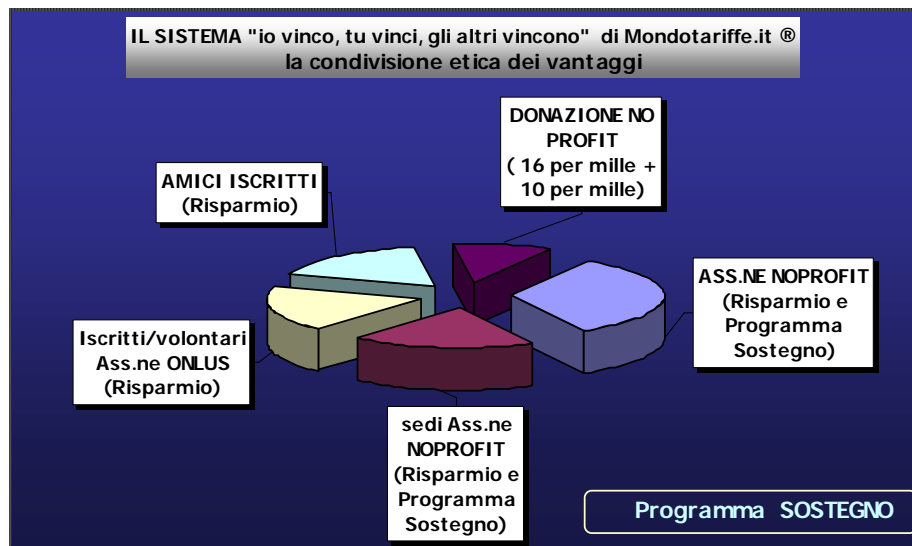 IL SISTEMA "io vinco, tu vinci, gli altri vincono" di Mondotariffe.it ®
la condivisione etica dei vantaggi
DONAZIONE NO
PROFIT
( 16 per mille +
10 per mille)
AMICI ISCRITTI
(Risparmio)
ASS.NE NOPROFIT
(Risparmio e
Programma
Sostegno)
Iscritti/volontari
Ass.ne ONLUS
(Risparmio)
sedi Ass.ne
NOPROFIT
(Risparmio e
Programma
Sostegno)
Programma SOSTEGNO